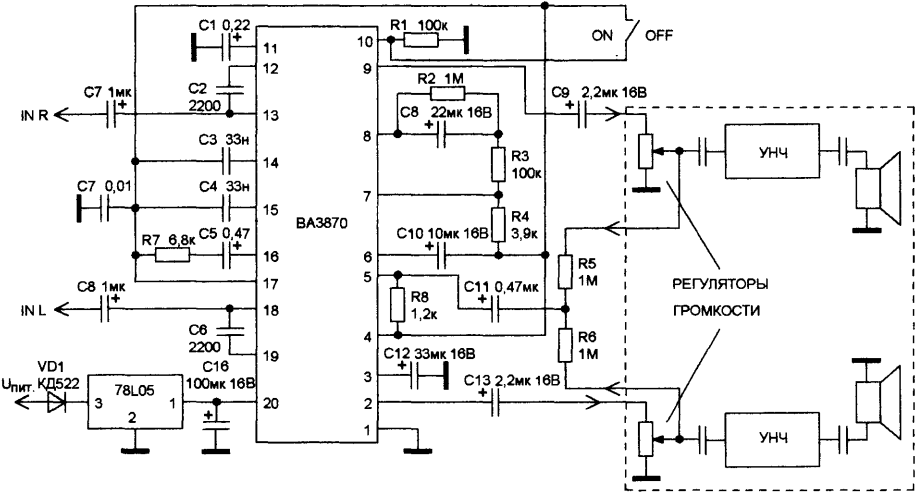 C1 0,22
11
10
R1 100к
ON
OFF
12
9
R2 1М
C7 1мк
+
C2
2200
IN R
13
C8 22мк 16В
+
8
C9 2,2мк 16В
+
УНЧ
C3 33н
14
R3
100к
C7 0,01
C4 33н
15
BA3870
7
R4
3,9к
R7 6,8к
C5 0,47
+
16
C10 10мк 16В
+
6
17
5
C11 0,47мк
+
R5
1М
РЕГУЛЯТОРЫ
ГРОМКОСТИ
C8 1мк
+
IN L
18
R8
1,2к
C6
2200
19
4
R6
1М
C12 33мк 16В
+
3
VD1
КД522
Uпит.
78L05
3
1
2
C16
100мк 16В
+
20
C13 2,2мк 16В
+
2
1
УНЧ